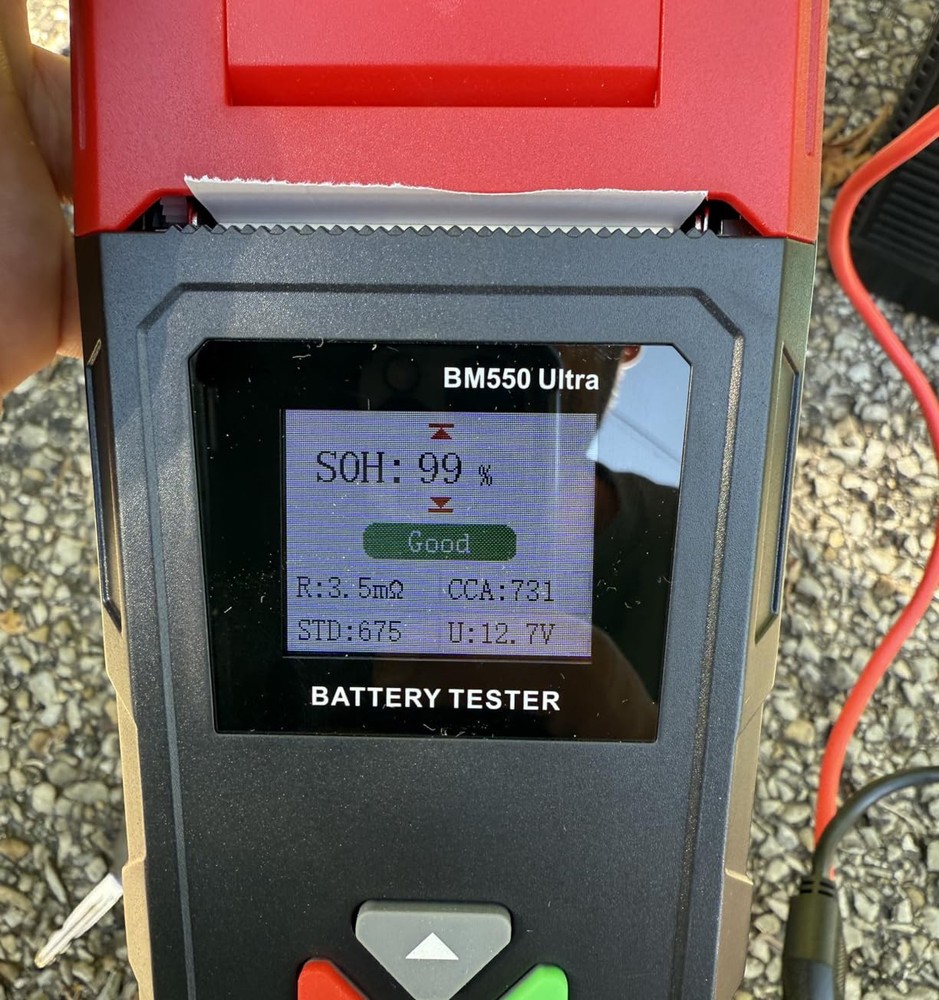 BM550 Ultra
SOH: 99 %
Good
R:3.5mΩ CCA:731
STD:675 U:12.7V
BATTERY TESTER